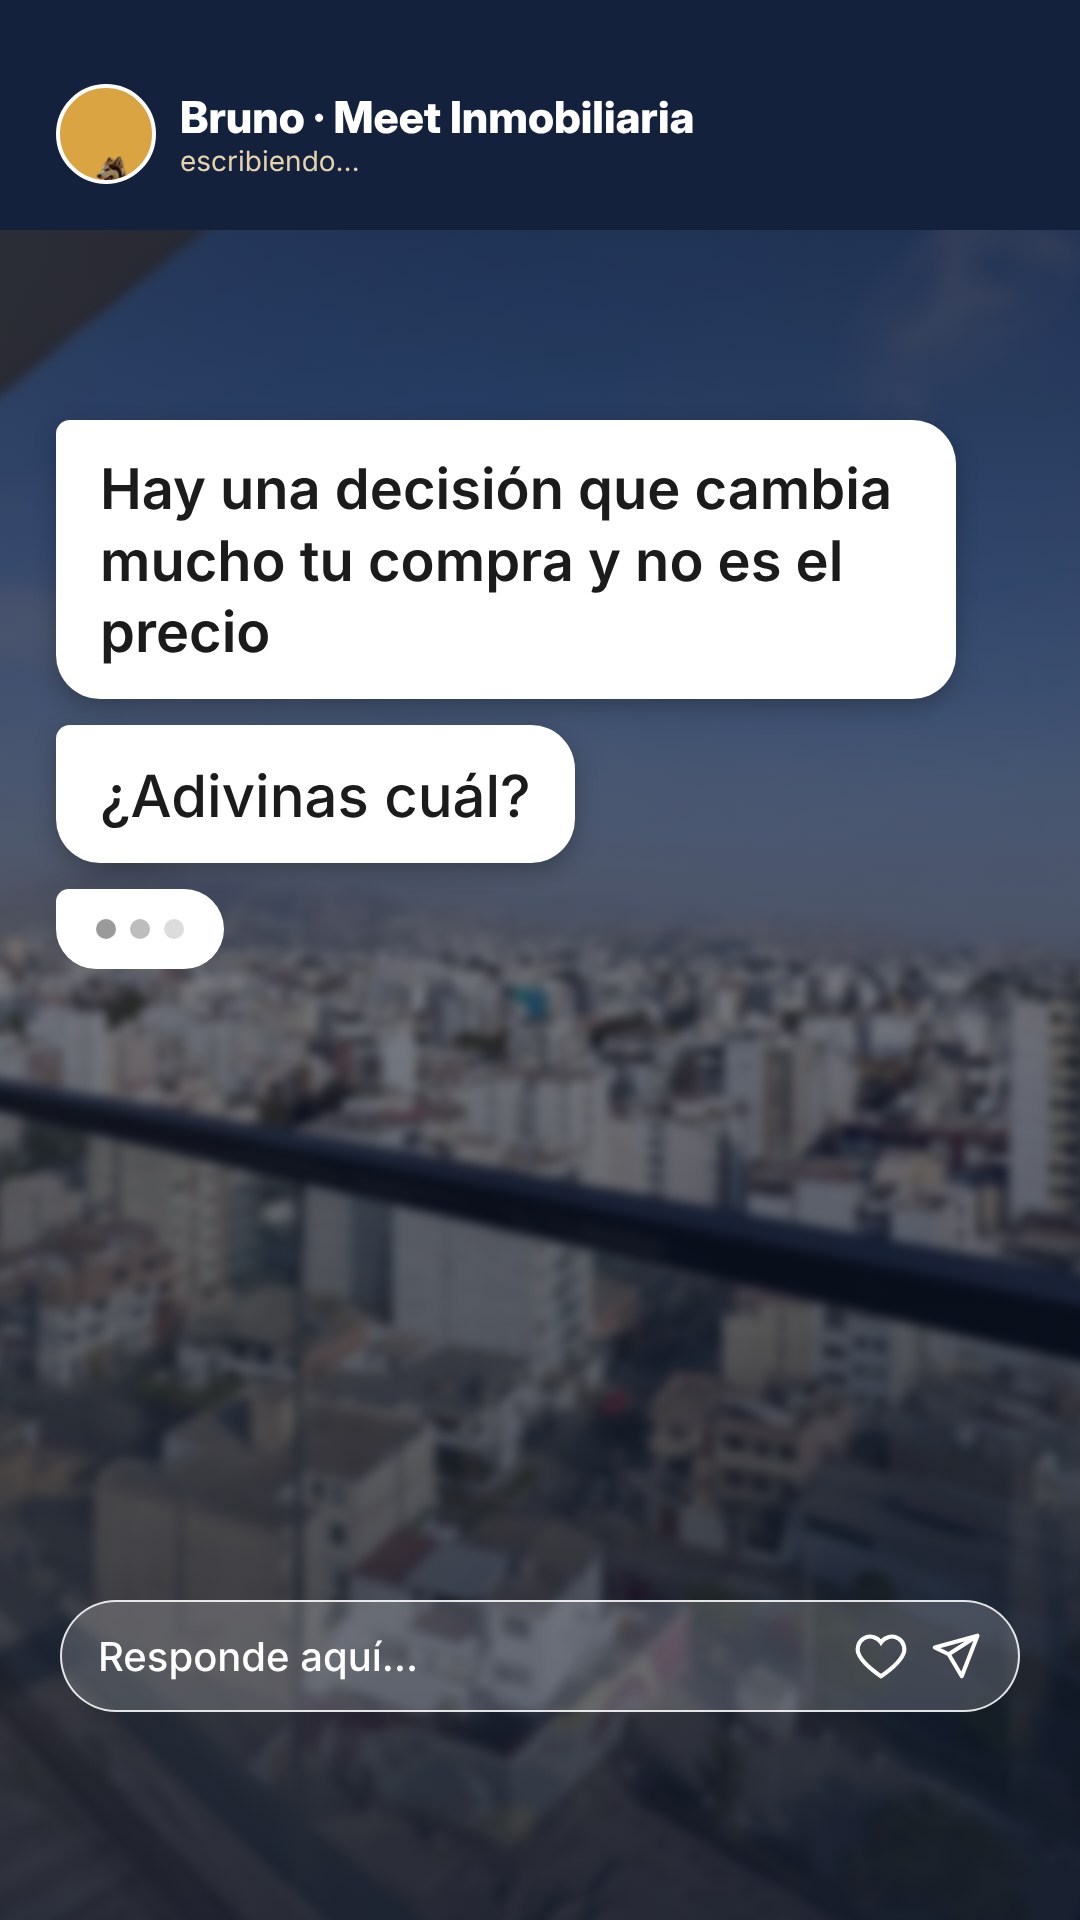 Bruno · Meet Inmobiliaria
escribiendo...
Hay una decisión que cambia
mucho tu compra y no es el
precio
¿Adivinas cuál?
Responde aquí...